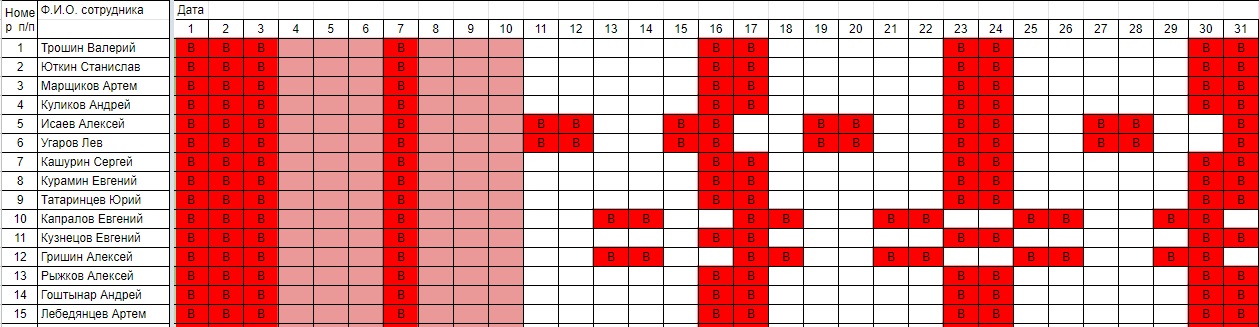 Номе Ф.И.О. сотрудника Дата
р п/п 1 2 3 4 5 6 7 8 9 10 11 12 13 14 15 16 17 18 19 20 21 22 23 24 25 26 27 28 29 30 31
1 Трошин Валерий В В В В В В В В В В
2 Юткин Станислав В В В В В В В В В В
3 Марщиков Артем В В В В В В В В В В
4 Куликов Андрей В В В В В В В В В В
5 Исаев Алексей В В В В В В В В В В В В В В В
6 Угаров Лев В В В В В В В В В В В В В В В
7 Кашурин Сергей В В В В В В В В В В
8 Курамин Евгений В В В В В В В В В В
9 Татаринцев Юрий В В В В В В В В В В
10 Капралов Евгений В В В В В В В В В В В В В В
11 Кузнецов Евгений В В В В В В В В В В
12 Гришин Алексей В В В В В В В В В В В В В В
13 Рыжков Алексей В В В В В В В В В В
14 Гоштынар Андрей В В В В В В В В В В
15 Лебедянцев Артем В В В В В В В В В В